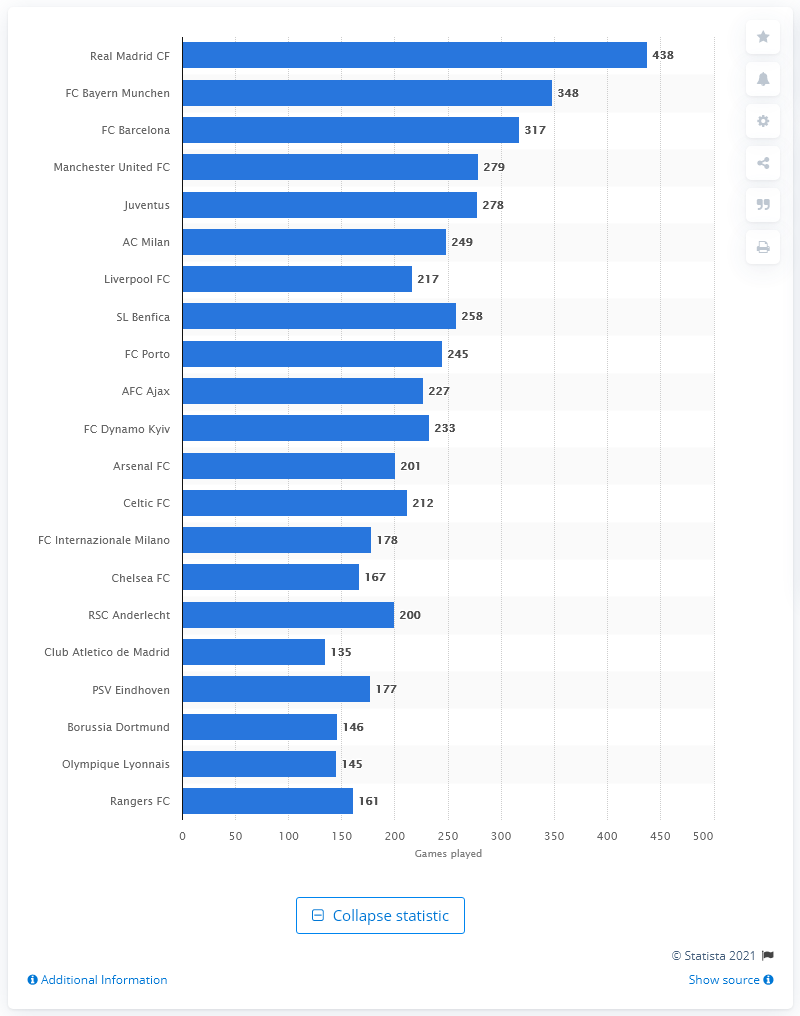 Real Madrid CF 438
FC Bayern Munchen 348
FC Barcelona 317
Manchester United FC 279
Juventus 278
AC Milan 249
Liverpool FC 217
SL Benfica 258
FC Porto 245
AFC Ajax 227
FC Dynamo Kyiv 233
Arsenal FC 201
Celtic FC 212
FC Internazionale Milano 178
Chelsea FC 167
RSC Anderlecht 200
Club Atletico de Madrid 135
PSV Eindhoven 177
Borussia Dortmund 146
Olympique Lyonnais 145
Rangers FC 161
0 50 100 150 200 250 300 350 400 450 500
Games played
Collapse statistic
© Statista 2021
Additional Information
Show source